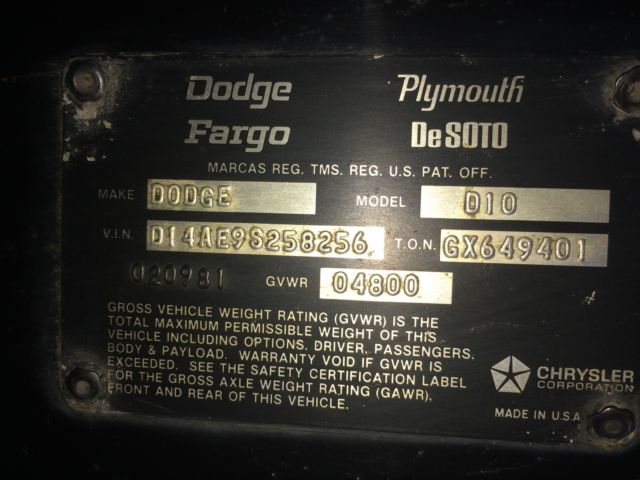 Dodge Plymouth
Fargo DeSOTO
MARCAS REG. TMS. REG. U.S. PAT. OFF.
MAKE DODGE MODEL D10
V.I.N. D14AE9S258256 T.O.N. GX649401
020981 GVWR 04800
GROSS VEHICLE WEIGHT RATING (GVWR) IS THE
TOTAL MAXIMUM PERMISSIBLE WEIGHT OF THIS
VEHICLE INCLUDING OPTIONS, DRIVER, PASSENGERS,
BODY & PAYLOAD. WARRANTY VOID IF GVWR IS
EXCEEDED. SEE THE SAFETY CERTIFICATION LABEL
FOR THE GROSS AXLE WEIGHT RATING (GAWR),
FRONT AND REAR OF THIS VEHICLE.
CHRYSLER
CORPORATION
MADE IN U.S.A